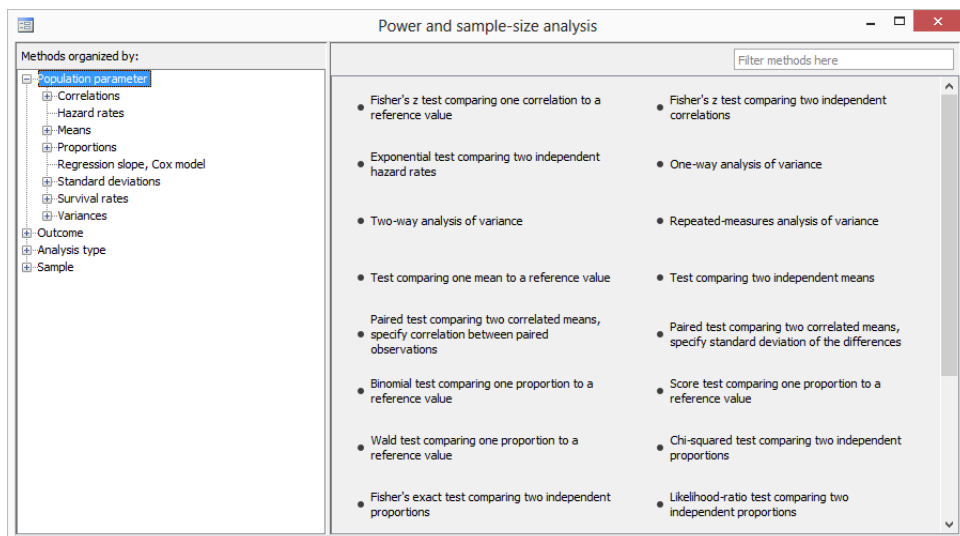 Power and sample-size analysis
Methods organized by:
Filter methods here
Population parameter
Correlations
Hazard rates
Means
Proportions
Regression slope, Cox model
Standard deviations
Survival rates
Variances
Outcome
Analysis type
Sample
Fisher's z test comparing one correlation to a
reference value
Fisher's z test comparing two independent
correlations
Exponential test comparing two independent
hazard rates
One-way analysis of variance
Two-way analysis of variance
Repeated-measures analysis of variance
Test comparing one mean to a reference value
Test comparing two independent means
Paired test comparing two correlated means,
specify correlation between paired
observations
Paired test comparing two correlated means,
specify standard deviation of the differences
Binomial test comparing one proportion to a
reference value
Score test comparing one proportion to a
reference value
Wald test comparing one proportion to a
reference value
Chi-squared test comparing two independent
proportions
Fisher's exact test comparing two independent
proportions
Likelihood-ratio test comparing two
independent proportions